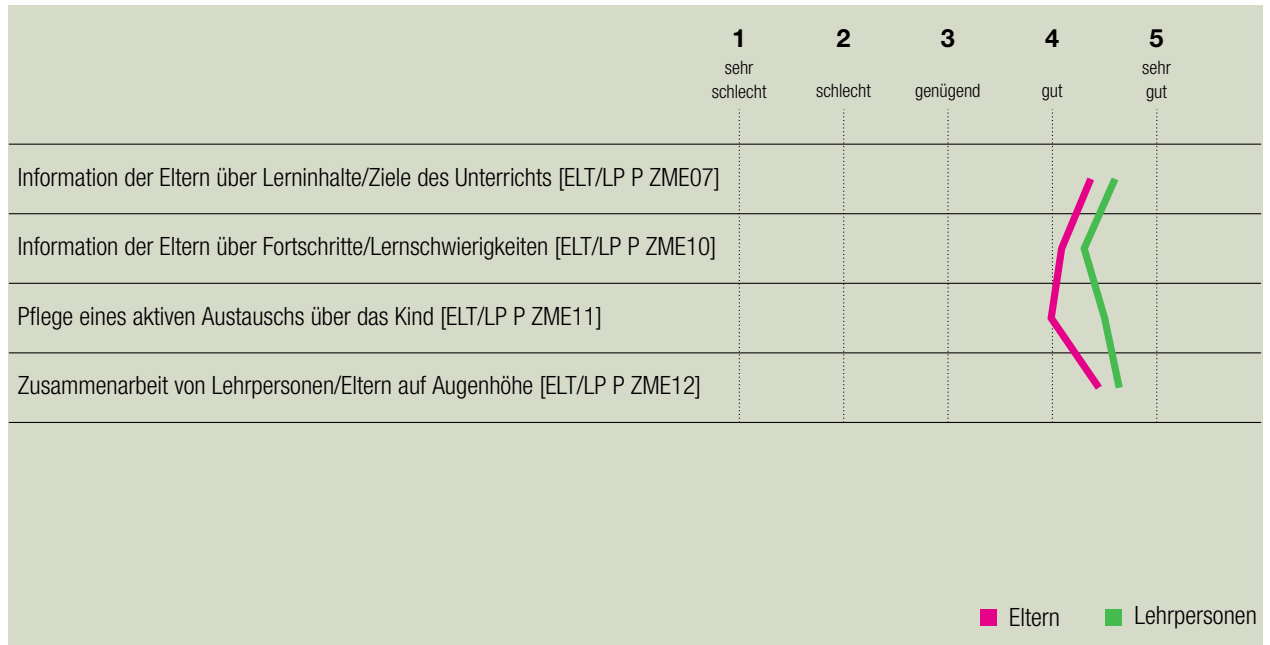 1 2 3 4 5
sehr schlecht schlecht genügend gut sehr gut
Information der Eltern über Lerninhalte/Ziele des Unterrichts [ELT/LP P ZME07]
Information der Eltern über Fortschritte/Lernschwierigkeiten [ELT/LP P ZME10]
Pflege eines aktiven Austauschs über das Kind [ELT/LP P ZME11]
Zusammenarbeit von Lehrpersonen/Eltern auf Augenhöhe [ELT/LP P ZME12]
Eltern Lehrpersonen